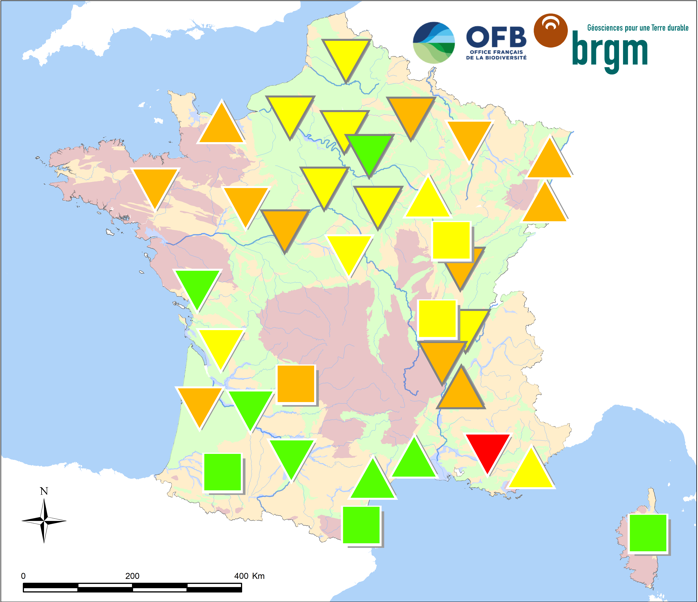 OFB
OFFICE FRANÇAIS
DE LA BIODIVERSITÉ
Géosciences pour une Terre durable
brgm
N
0 200 400 Km